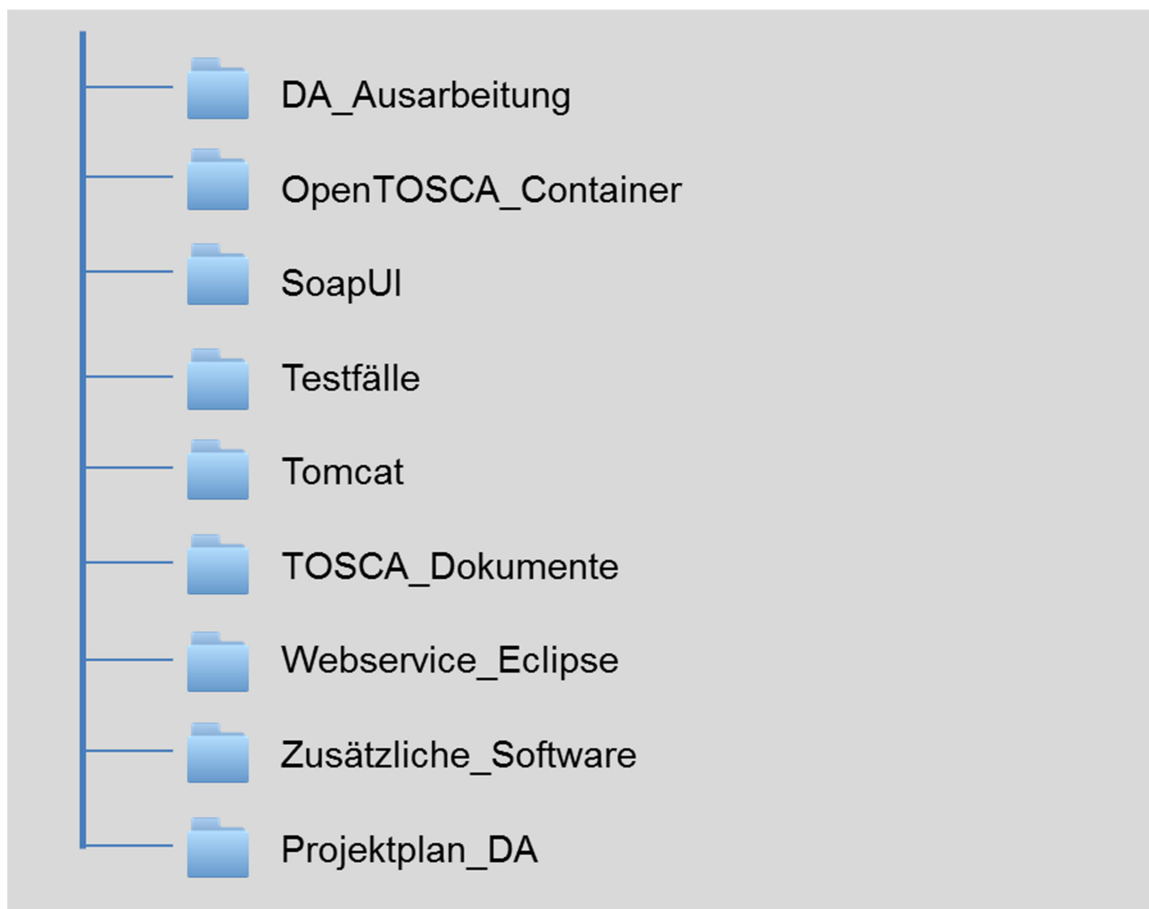 DA_Ausarbeitung
OpenTOSCA_Container
SoapUI
Testfälle
Tomcat
TOSCA_Dokumente
Webservice_Eclipse
Zusätzliche_Software
Projektplan_DA